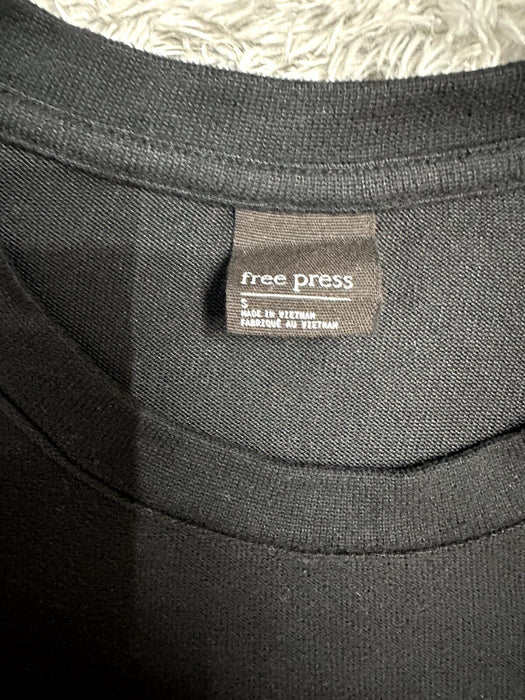 free press
S
MADE IN VIETNAM
FABRIQUÉ AU VIETNAM